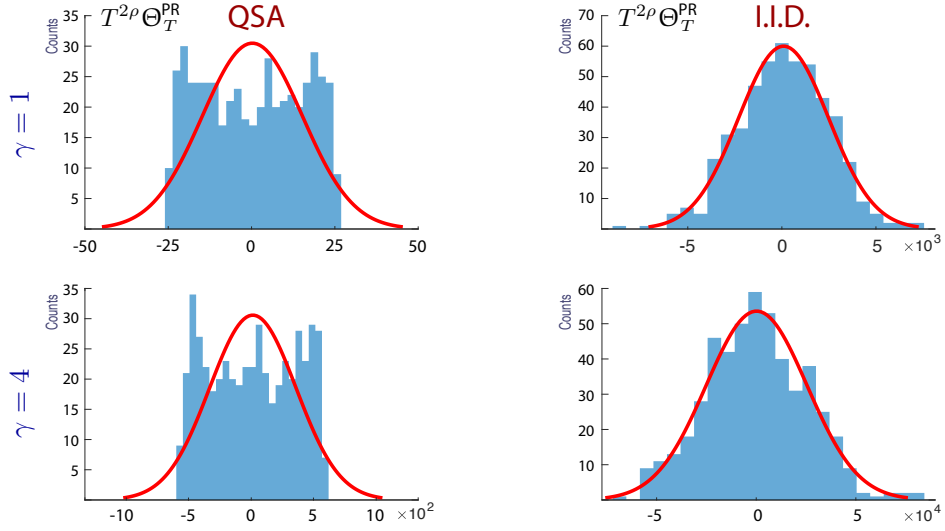 T^{2ρ}Θ_T^{PR} QSA
Counts
35
30
25
20
15
10
5
-50 -25 0 25 50
γ = 1
T^{2ρ}Θ_T^{PR} I.I.D.
Counts
70
60
50
40
30
20
10
-5 0 5 ×10^3
γ = 4
Counts
35
30
25
20
15
10
5
-10 -5 0 5 10 ×10^2
Counts
60
50
40
30
20
10
-5 0 5 ×10^4